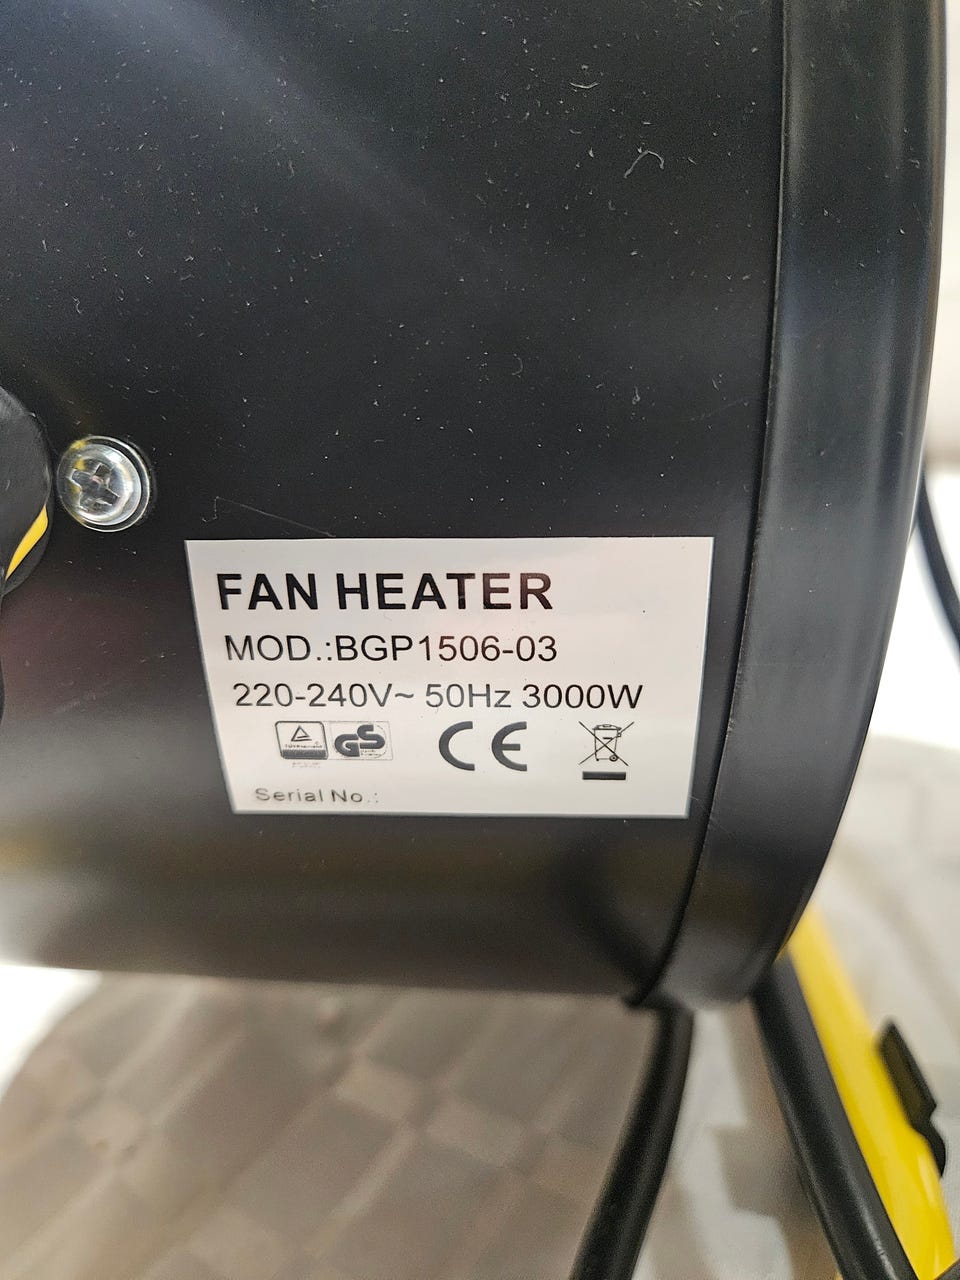 FAN HEATER
MOD.:BGP1506-03
220-240V~ 50Hz 3000W
GS CE
Serial No.: